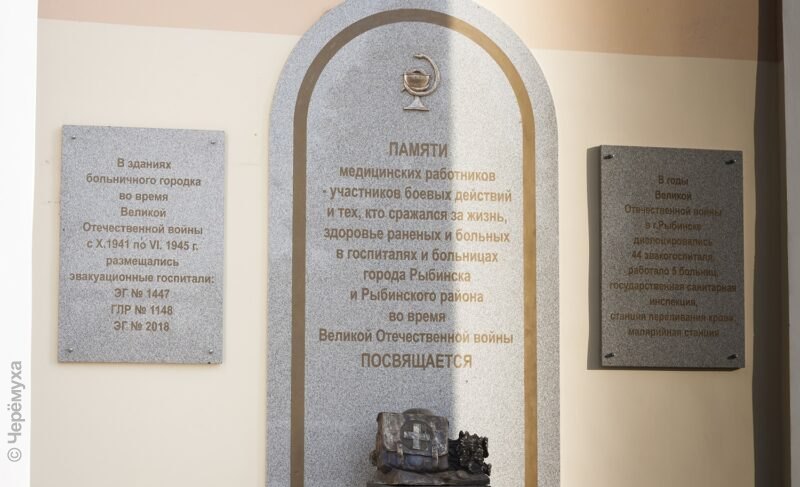 В зданиях
больничного городка
во время
Великой
Отечественной войны
с X.1941 по VI. 1945 г.
размещались
эвакуационные госпитали:
ЭГ № 1447
ГЛР № 1148
ЭГ № 2018
ПАМЯТИ
медицинских работников
- участников боевых действий
и тех, кто сражался за жизнь,
здоровье раненых и больных
в госпиталях и больницах
города Рыбинска
и Рыбинского района
во время
Великой Отечественной войны
ПОСВЯЩАЕТСЯ
В годы
Великой
Отечественной войны
в г.Рыбинске
дислоцировались
44 эвакогоспиталя,
работало 5 больниц,
государственная санитарная
инспекция,
станция переливания крови,
малярийная станция
© Черёмуха